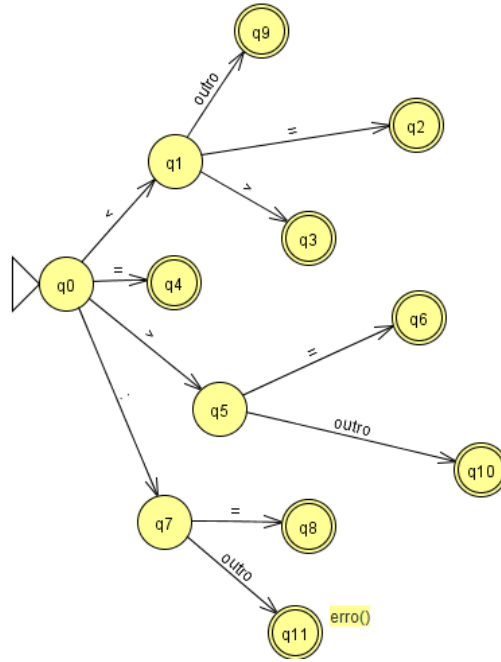 q9
outro
q1
=
q2
>
q3
<
q0
=
q4
>
q5
=
q6
outro
q10
:
q7
=
q8
outro
q11
erro()